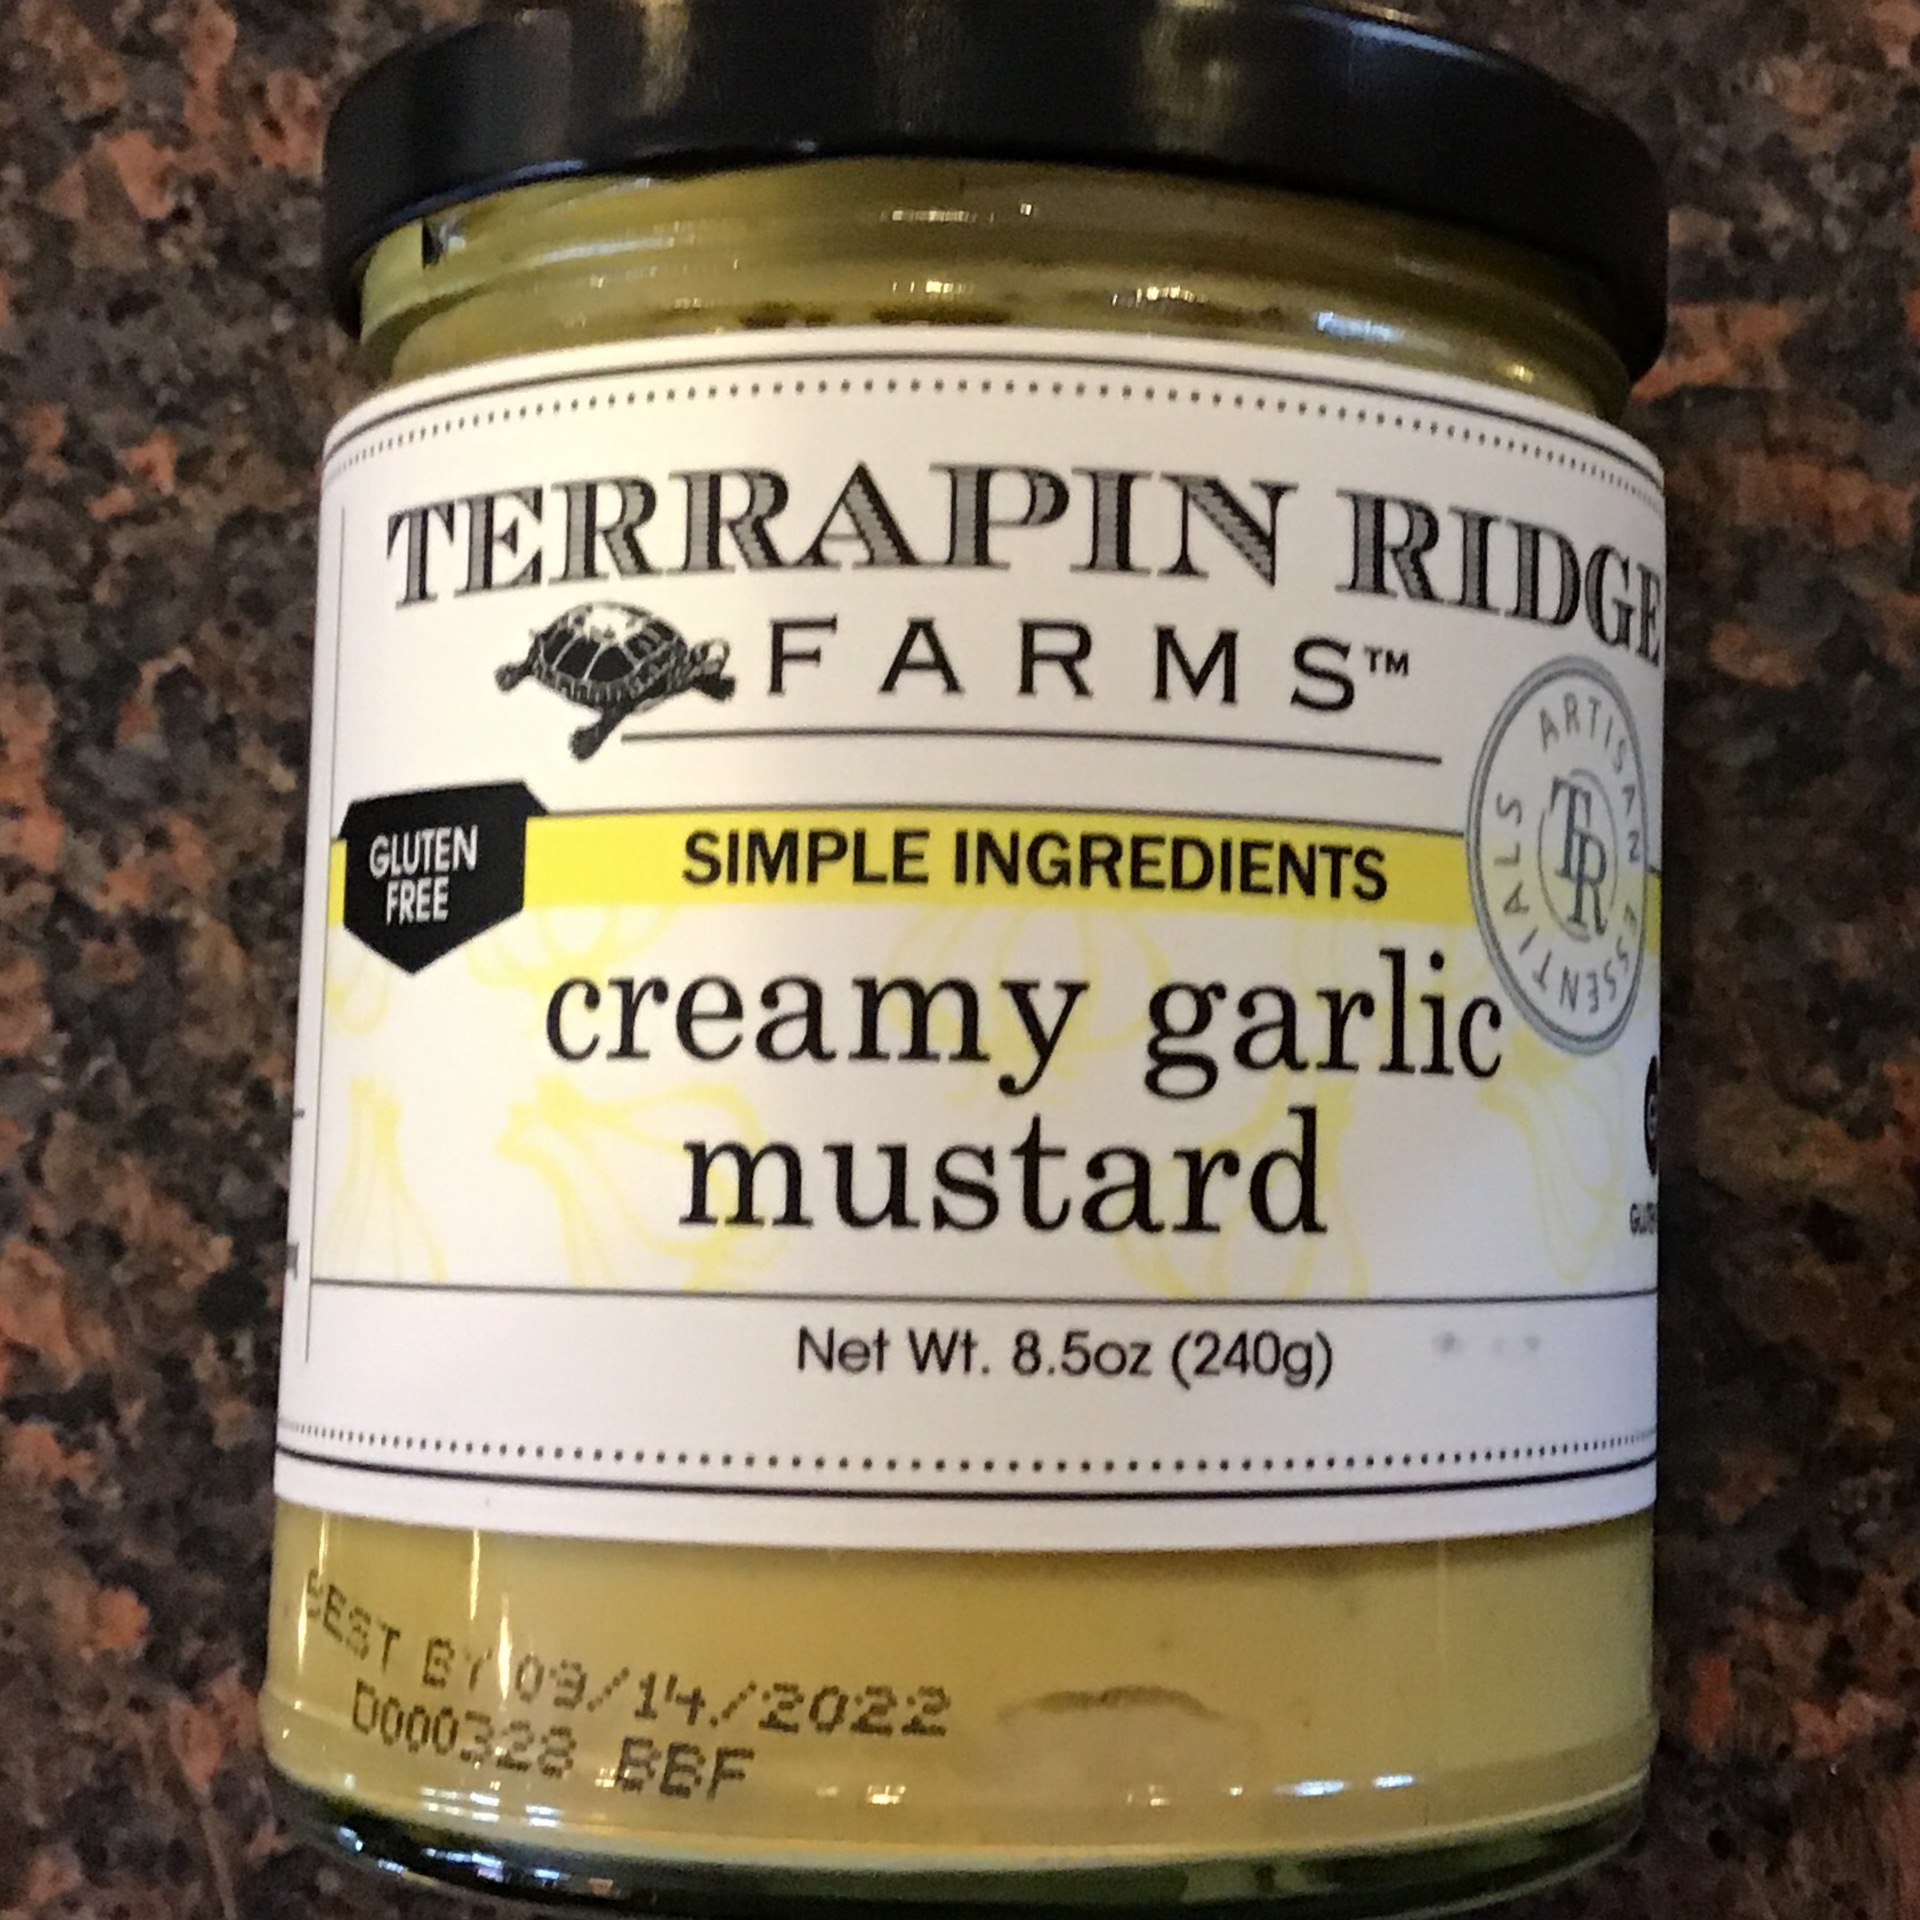 TERRAPIN RIDGE
FARMS™
ARTISAN ESSENTIALS
TR
GLUTEN
FREE
SIMPLE INGREDIENTS
creamy garlic
mustard
Net Wt. 8.5oz (240g)
BEST BY 09/14/2022
D000328 BBF